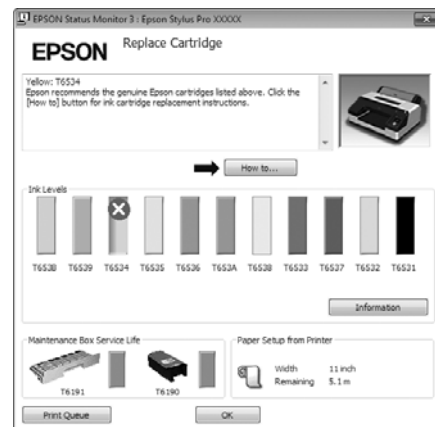 EPSON Status Monitor 3 : Epson Stylus Pro XXXXX
EPSON
Replace Cartridge
Yellow: T6534
Epson recommends the genuine Epson cartridges listed above. Click the
[How to] button for ink cartridge replacement instructions.
How to...
Ink Levels
T653B T6539 T6534 T6535 T6536 T653A T6538 T6533 T6537 T6532 T6531
Information
Maintenance Box Service Life
T6191 T6190
Paper Setup from Printer
Width 11 inch
Remaining 5.1 m
Print Queue
OK